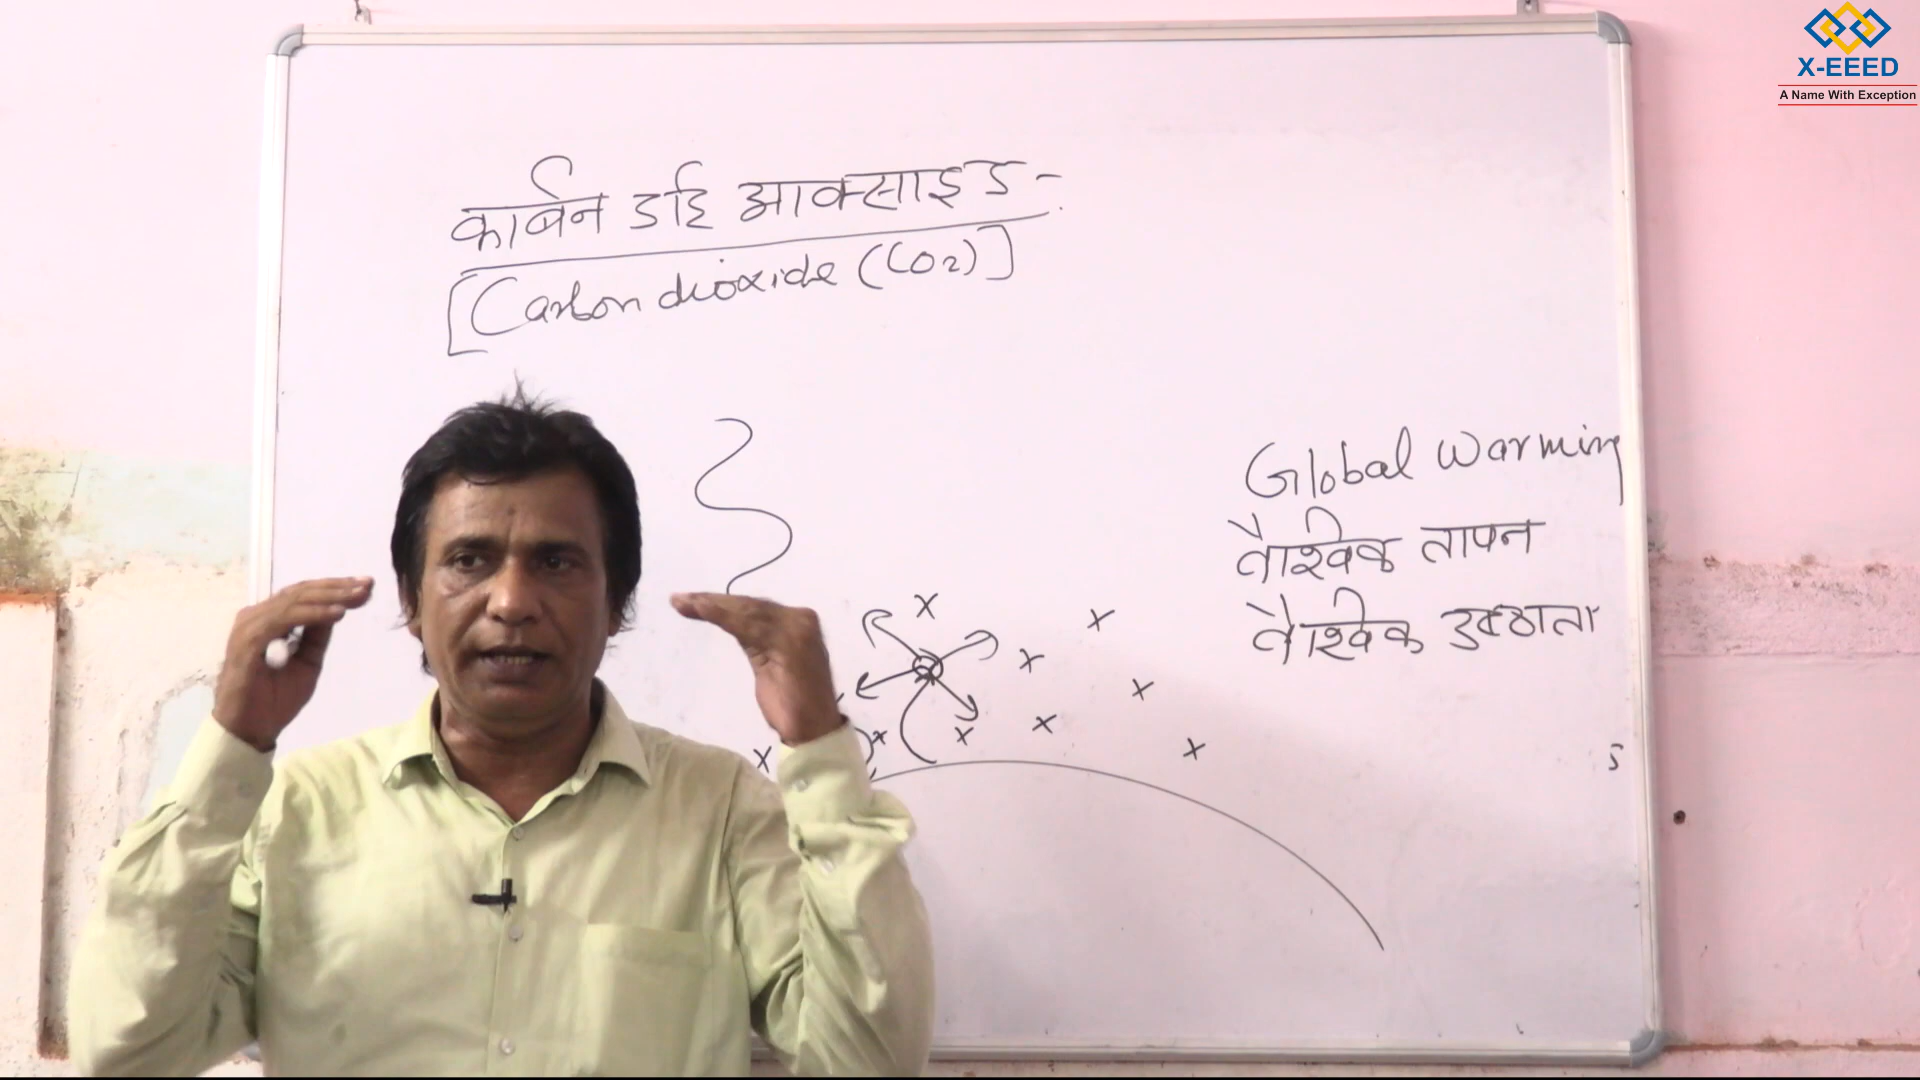 X-EEED
A Name With Exception
कार्बन डाई आक्साइड -
[Carbon dioxide (CO2)]
Global Warming
वैश्विक तापन
वैश्विक उष्णता